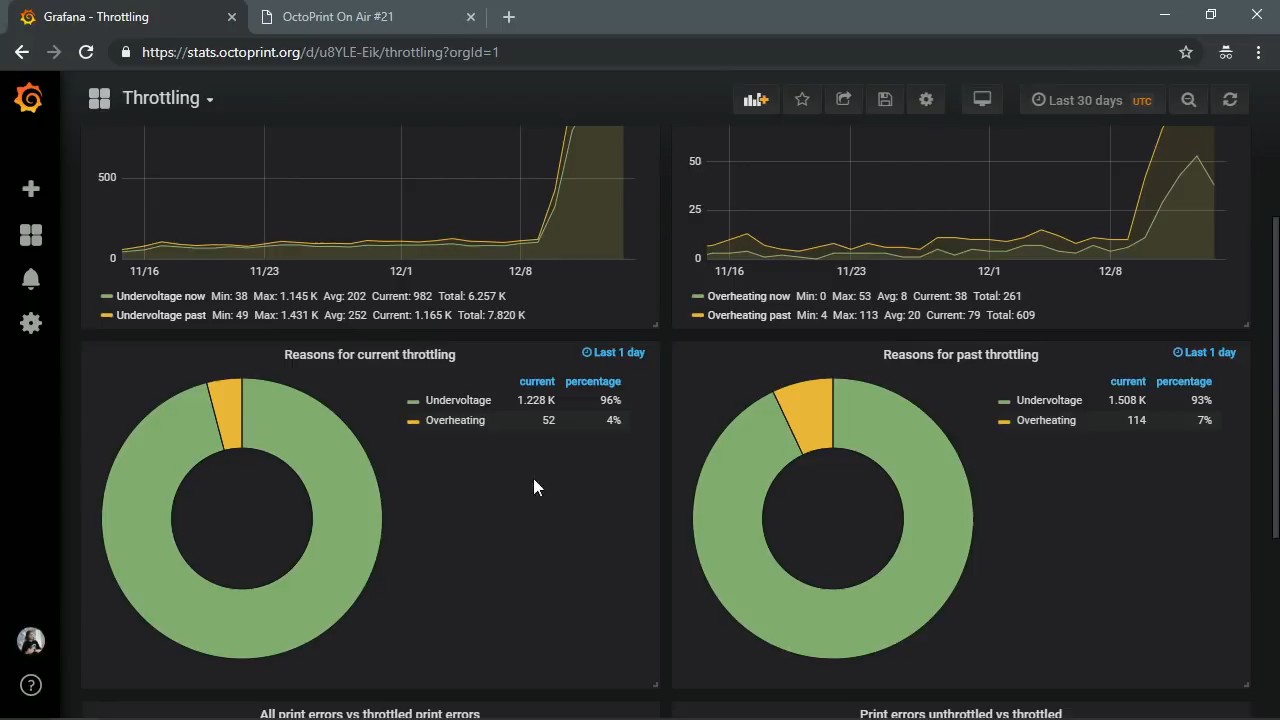 Grafana - Throttling
OctoPrint On Air #21
https://stats.octoprint.org/d/u8YLE-Eik/throttling?orgId=1
Throttling
Last 30 days UTC
500
0
11/16 11/23 12/1 12/8
Undervoltage now Min: 38 Max: 1.145 K Avg: 202 Current: 982 Total: 6.257 K
Undervoltage past Min: 49 Max: 1.431 K Avg: 252 Current: 1.165 K Total: 7.820 K
50
25
0
11/16 11/23 12/1 12/8
Overheating now Min: 0 Max: 53 Avg: 8 Current: 38 Total: 261
Overheating past Min: 4 Max: 113 Avg: 20 Current: 79 Total: 609
Reasons for current throttling
Last 1 day
current percentage
Undervoltage 1.228 K 96%
Overheating 52 4%
Reasons for past throttling
Last 1 day
current percentage
Undervoltage 1.508 K 93%
Overheating 114 7%
All print errors vs throttled print errors
Print errors unthrottled vs throttled